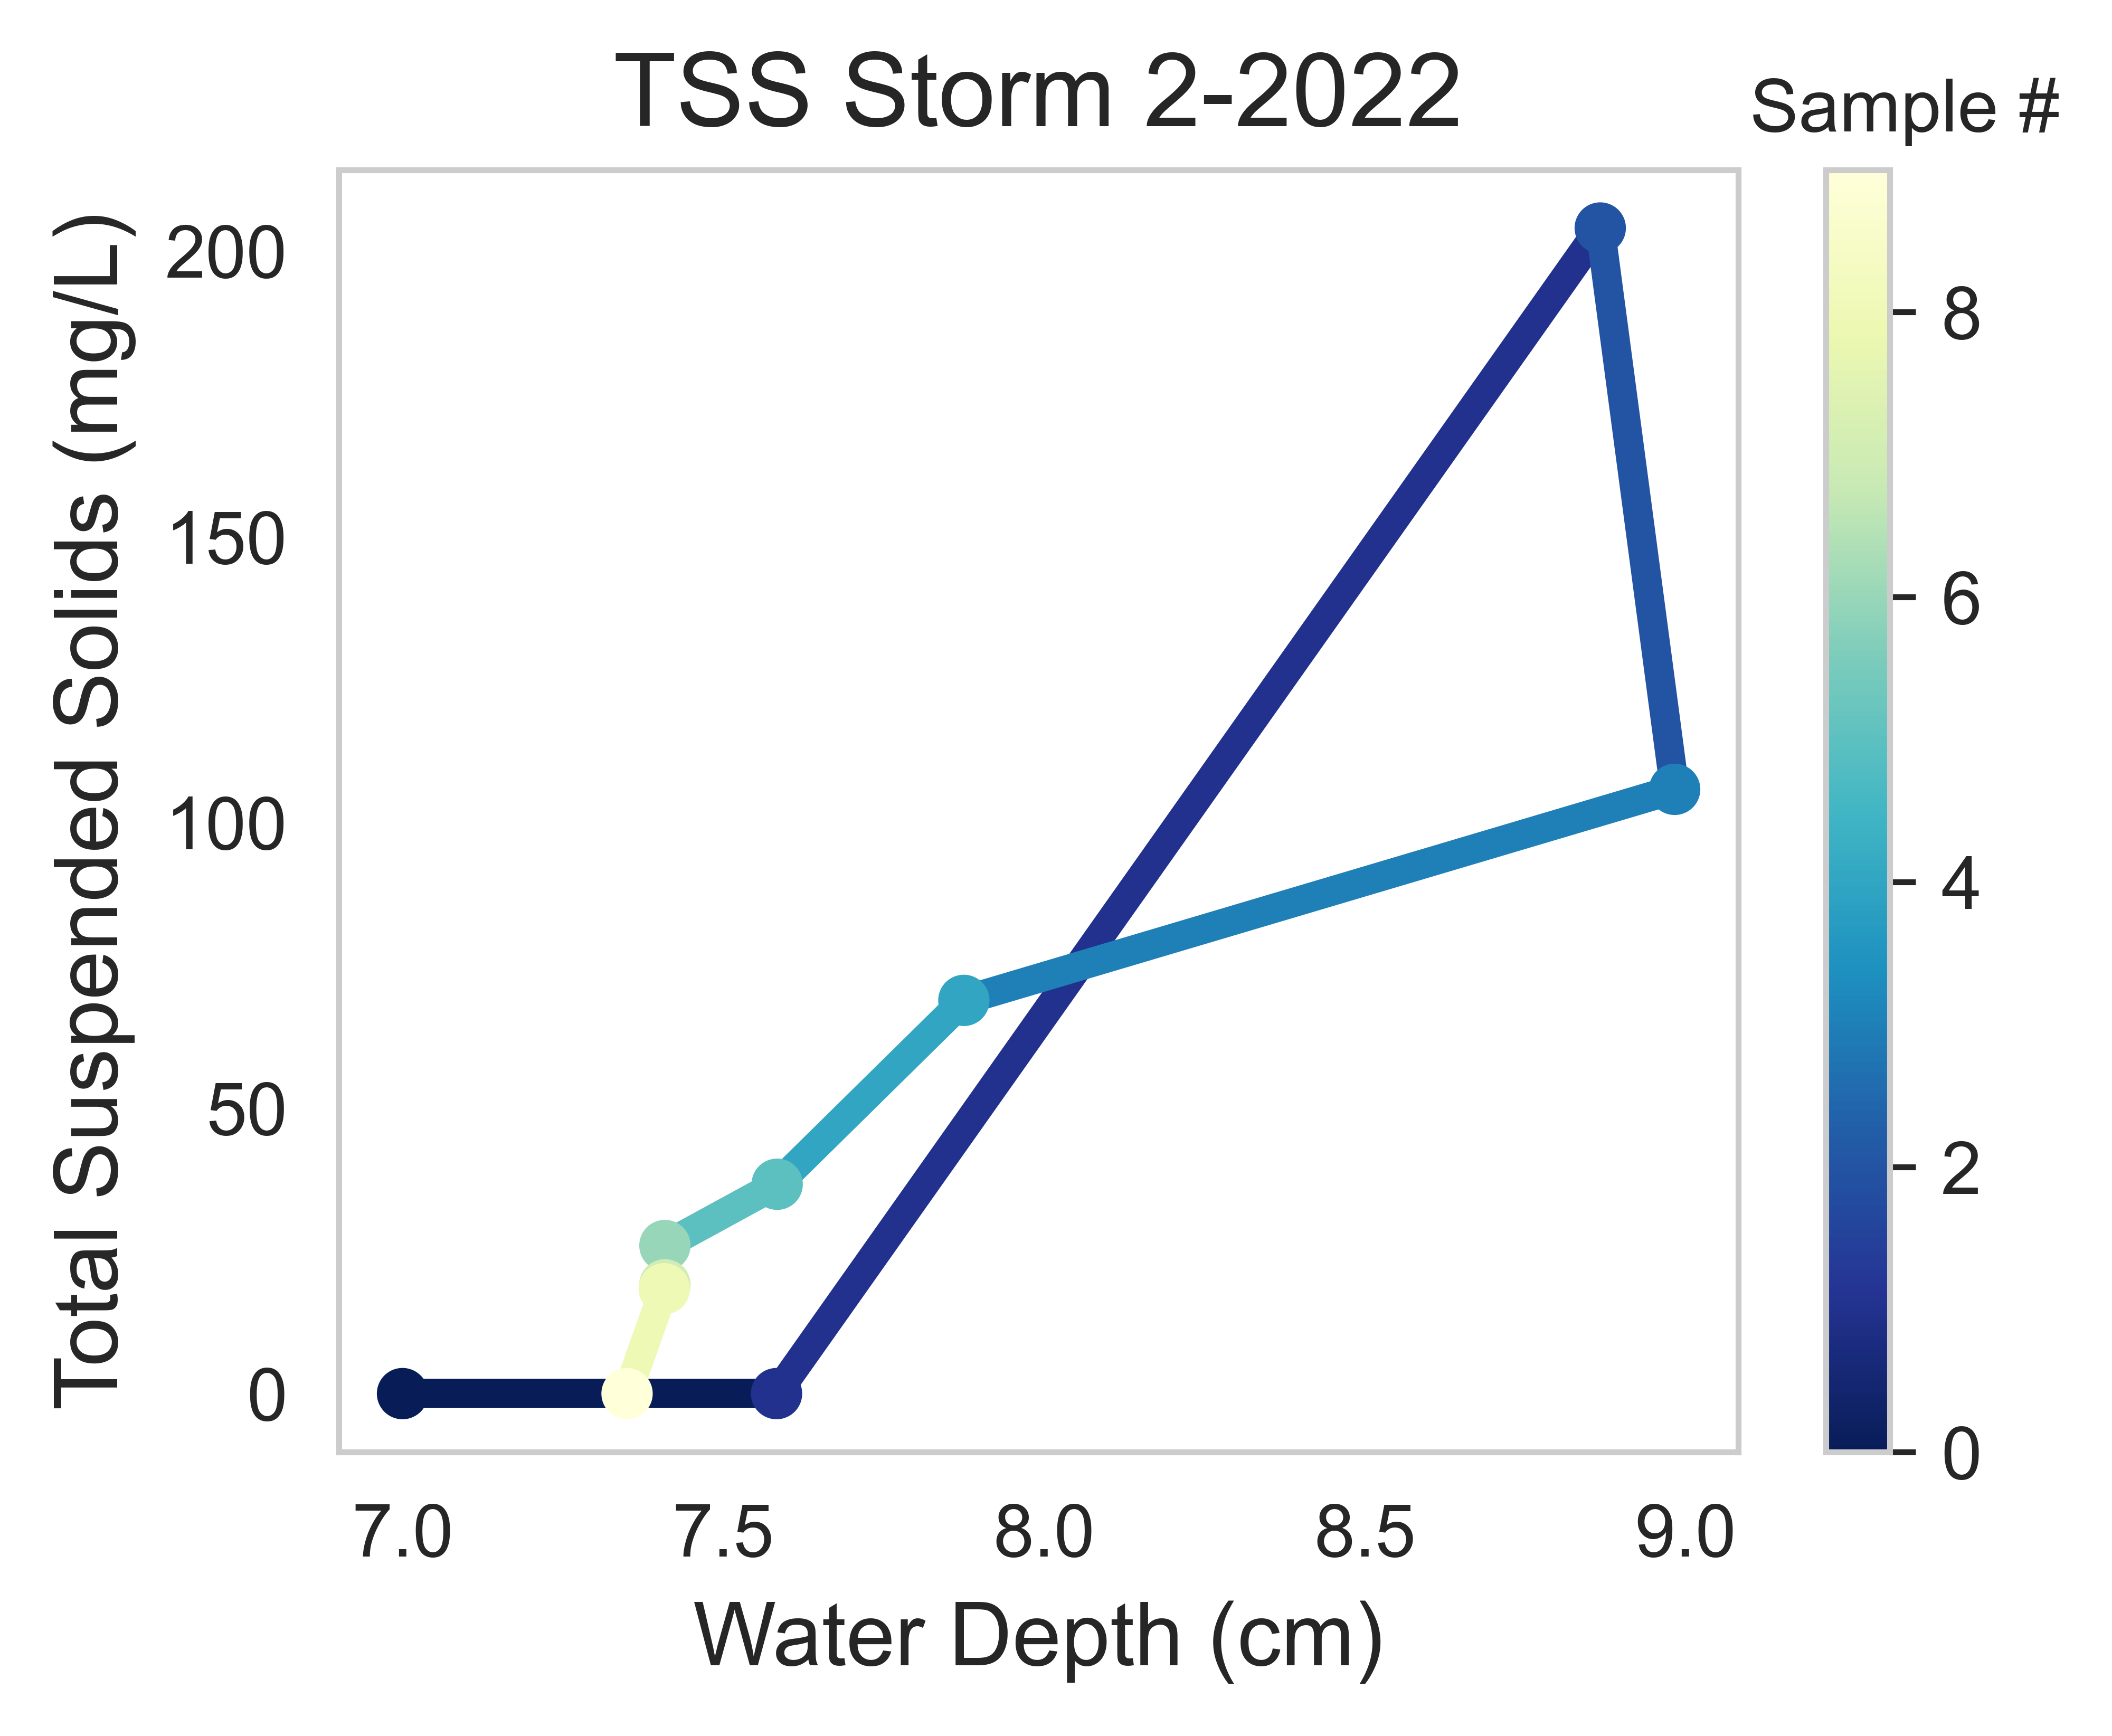 TSS Storm 2-2022
Sample #
Total Suspended Solids (mg/L)
200
150
100
50
0
7.0 7.5 8.0 8.5 9.0
Water Depth (cm)
8
6
4
2
0